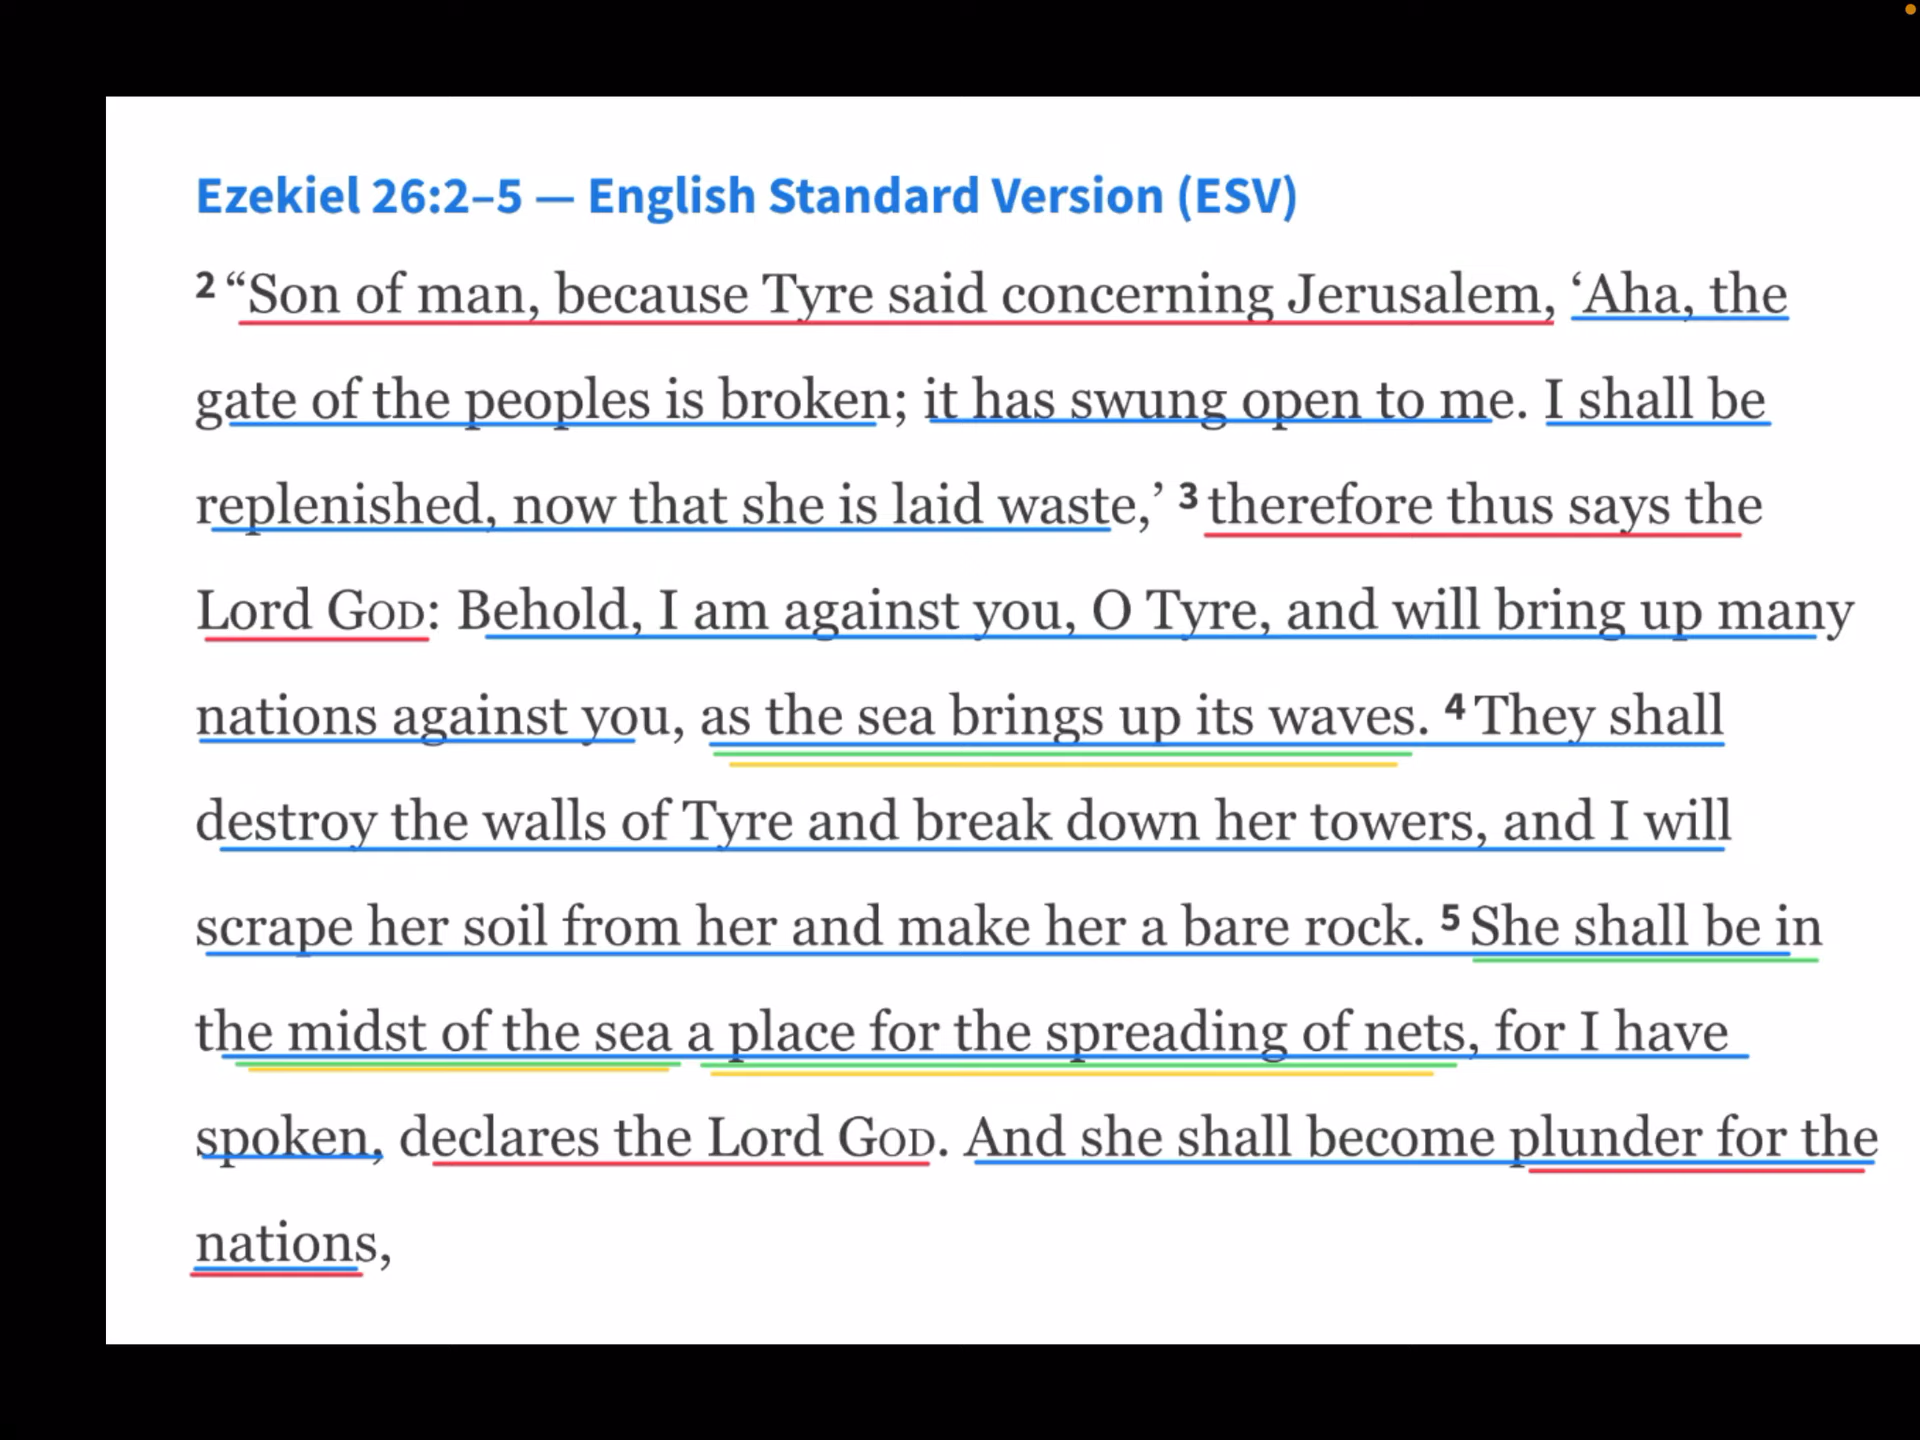 Ezekiel 26:2–5 — English Standard Version (ESV)
2 “Son of man, because Tyre said concerning Jerusalem, ‘Aha, the
gate of the peoples is broken; it has swung open to me. I shall be
replenished, now that she is laid waste,’ 3 therefore thus says the
Lord GOD: Behold, I am against you, O Tyre, and will bring up many
nations against you, as the sea brings up its waves. 4 They shall
destroy the walls of Tyre and break down her towers, and I will
scrape her soil from her and make her a bare rock. 5 She shall be in
the midst of the sea a place for the spreading of nets, for I have
spoken, declares the Lord GOD. And she shall become plunder for the
nations,